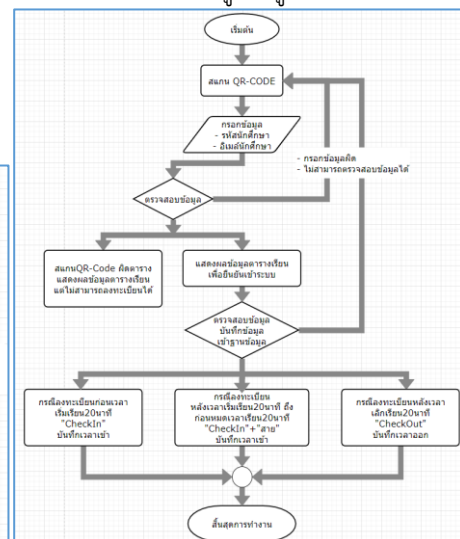 เริ่มต้น
สแกน QR-CODE
กรอกข้อมูล
- รหัสนักศึกษา
- อีเมล์นักศึกษา
- กรอกข้อมูลผิด
- ไม่สามารถตรวจสอบข้อมูลได้
ตรวจสอบข้อมูล
สแกนQR-Code ผิดตาราง
แสดงผลข้อมูลตารางเรียน
แต่ไม่สามารถลงทะเบียนได้
แสดงผลข้อมูลตารางเรียน
เพื่อยืนยันเข้าระบบ
ตรวจสอบข้อมูล
บันทึกข้อมูล
เข้าฐานข้อมูล
กรณีลงทะเบียนก่อนเวลา
เริ่มเรียน20นาที
"CheckIn"
บันทึกเวลาเข้า
กรณีลงทะเบียน
หลังเวลาเริ่มเรียน20นาที ถึง
ก่อนหมดเวลาเรียน20นาที
"CheckIn"+"สาย"
บันทึกเวลาเข้า
กรณีลงทะเบียนหลังเวลา
เลิกเรียน20นาที
"CheckOut"
บันทึกเวลาออก
สิ้นสุดการทำงาน